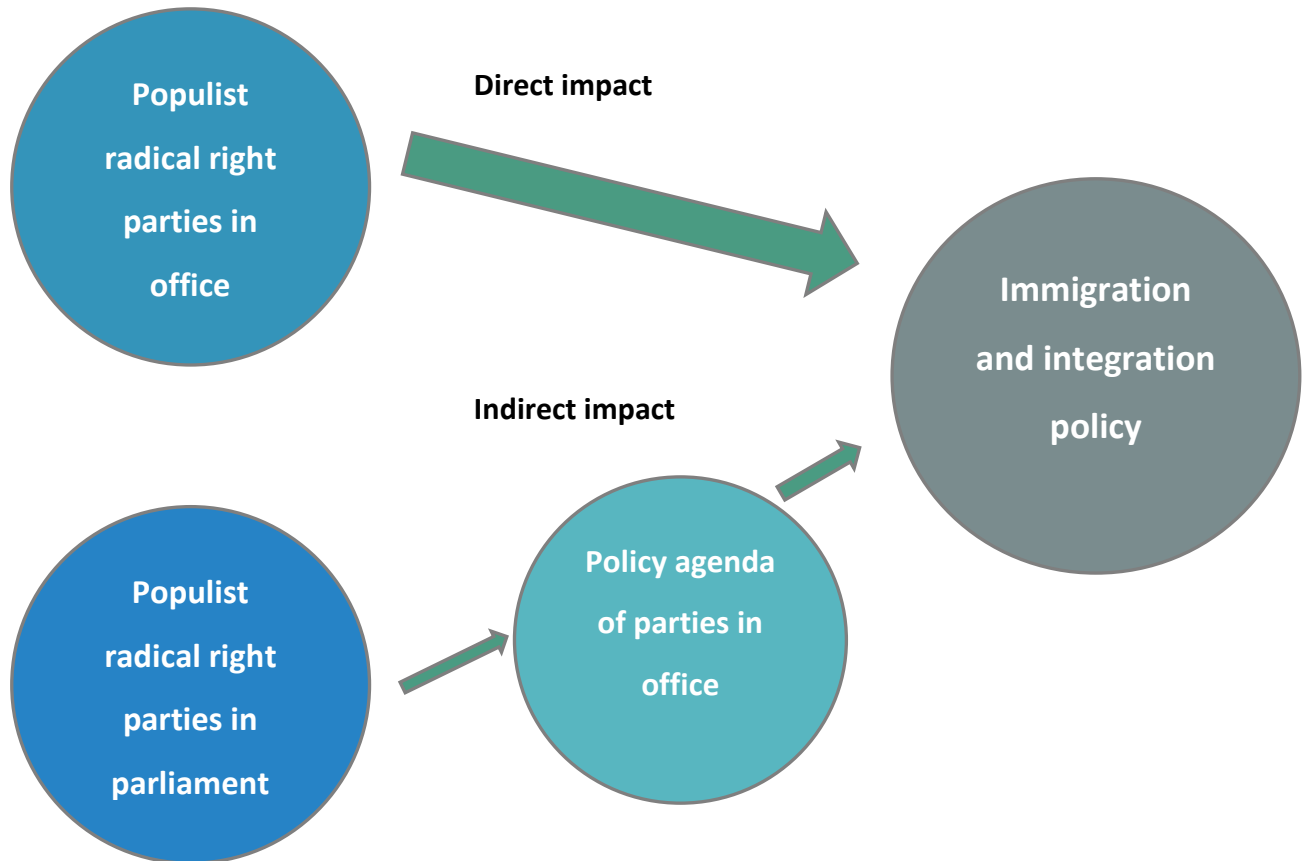 Populist
radical right
parties in
office
Direct impact
Immigration
and integration
policy
Indirect impact
Populist
radical right
parties in
parliament
Policy agenda
of parties in
office